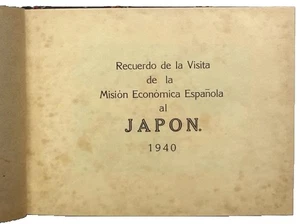 Recuerdo de la Visita
de la
Misión Económica Española
al
JAPON.
1940